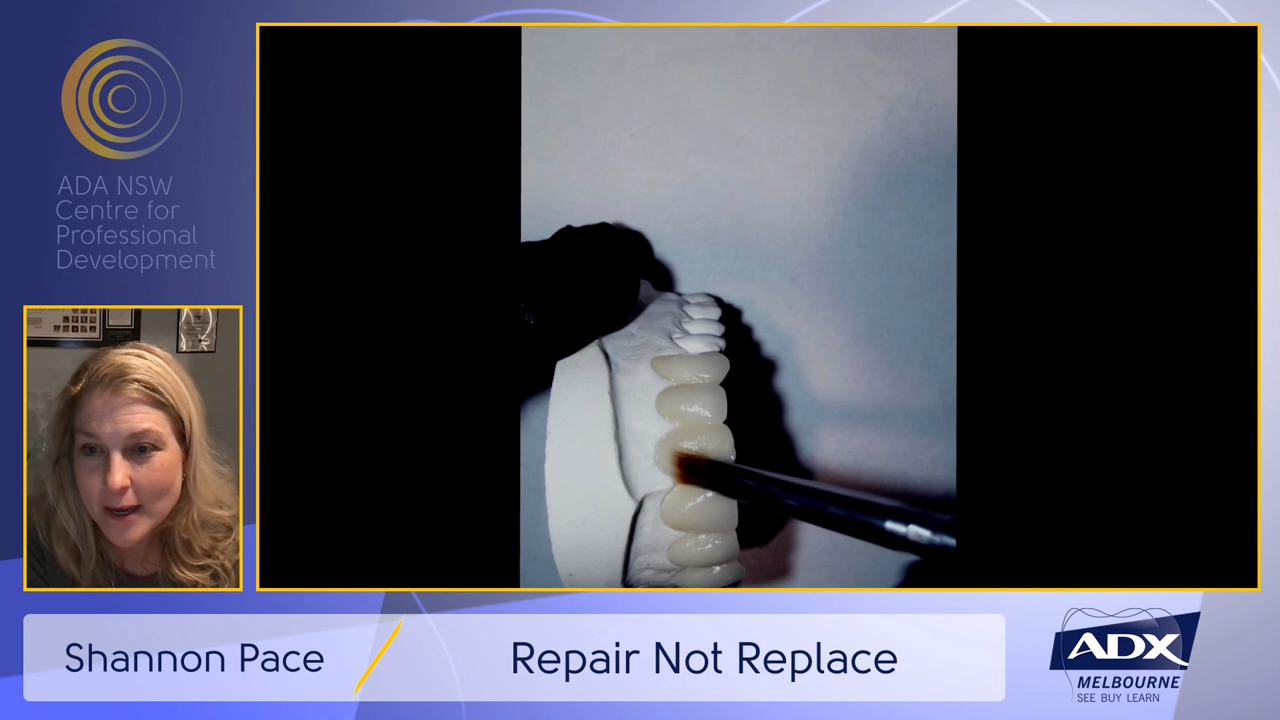 ADA NSW
Centre for
Professional
Development
Shannon Pace
Repair Not Replace
ADX
MELBOURNE
SEE BUY LEARN